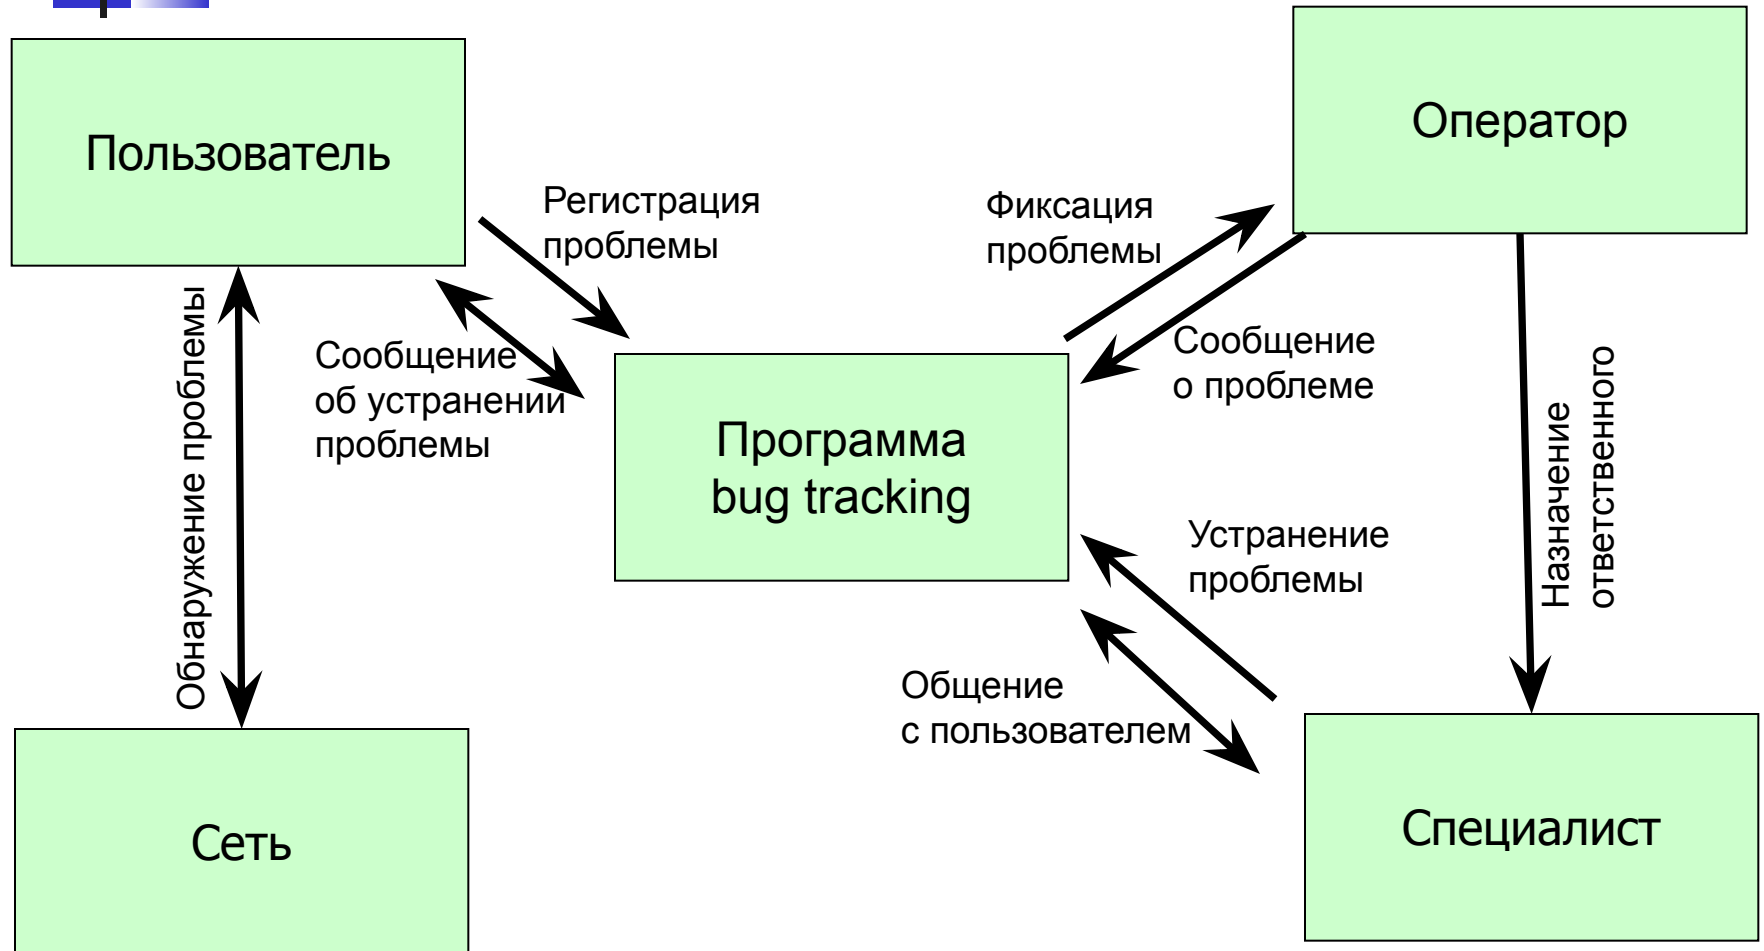 Пользователь
Оператор
Регистрация
проблемы
Фиксация
проблемы
Обнаружение проблемы
Сообщение
об устранении
проблемы
Сообщение
о проблеме
Программа
bug tracking
Назначение
ответственного
Устранение
проблемы
Общение
с пользователем
Сеть
Специалист